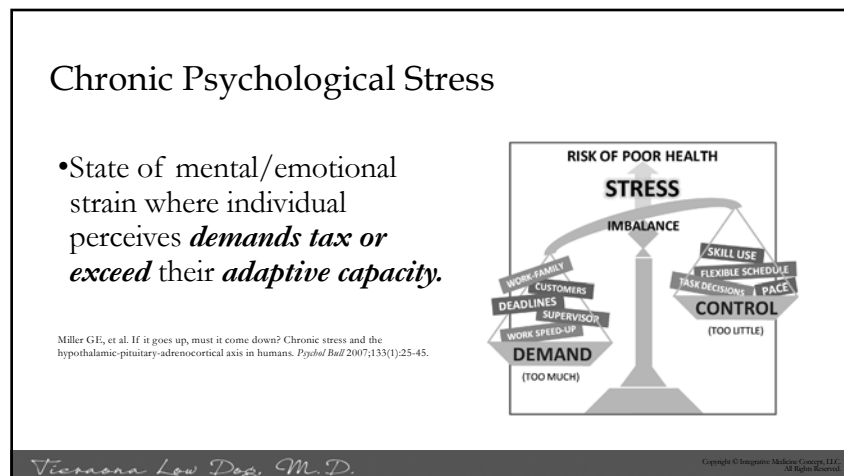 Chronic Psychological Stress
•State of mental/emotional
strain where individual
perceives demands tax or
exceed their adaptive capacity.
Miller GE, et al. If it goes up, must it come down? Chronic stress and the
hypothalamic-pituitary-adrenocortical axis in humans. Psychol Bull 2007;133(1):25-45.
RISK OF POOR HEALTH
STRESS
IMBALANCE
WORK-FAMILY
CUSTOMERS
DEADLINES
SUPERVISOR
WORK SPEED-UP
DEMAND
(TOO MUCH)
SKILL USE
FLEXIBLE SCHEDULE
TASK DECISIONS
PACE
CONTROL
(TOO LITTLE)
Tieraona Low Dog, M.D.
Copyright © Integrative Medicine Concept, LLC.
All Rights Reserved.